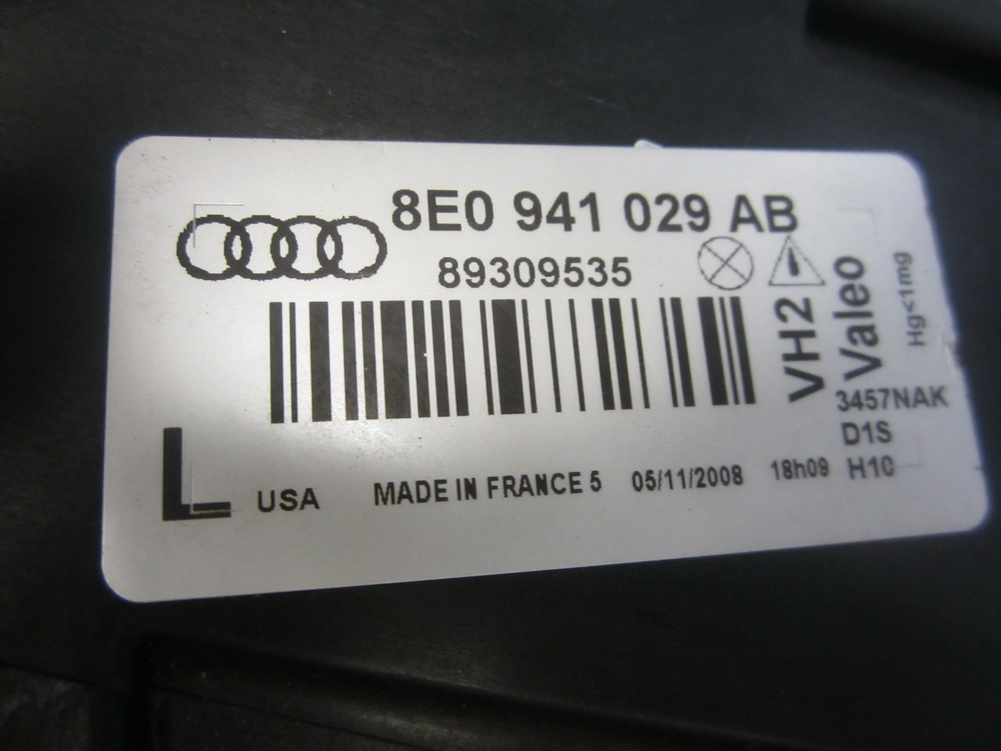 8E0 941 029 AB
89309535
VH2
Valeo
Hg<1mg
3457NAK
D1S
H10
L USA MADE IN FRANCE 5 05/11/2008 18h09